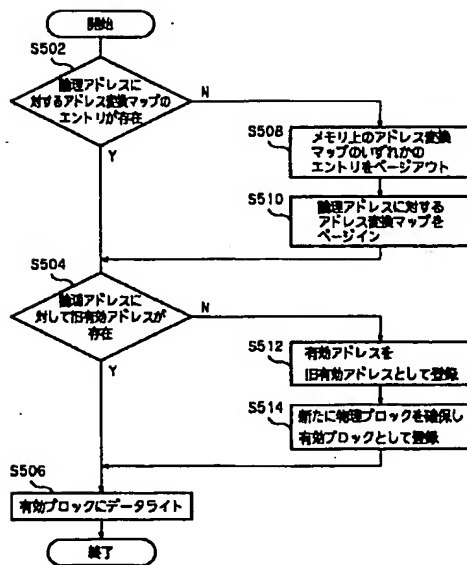 開始
S502
論理アドレスに
対するアドレス変換マップの
エントリが存在
N
Y
S508
メモリ上のアドレス変換
マップのいずれかの
エントリをページアウト
S510
論理アドレスに対する
アドレス変換マップを
ページイン
S504
論理アドレスに
対して旧有効アドレスが
存在
N
Y
S512
有効アドレスを
旧有効アドレスとして登録
S514
新たに物理ブロックを確保し
有効ブロックとして登録
S506
有効ブロックにデータライト
終了